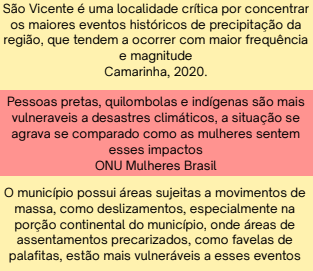 São Vicente é uma localidade crítica por concentrar
os maiores eventos históricos de precipitação da
região, que tendem a ocorrer com maior frequência
e magnitude
Camarinha, 2020.
Pessoas pretas, quilombolas e indígenas são mais
vulneraveis a desastres climáticos, a situação se
agrava se comparado como as mulheres sentem
esses impactos
ONU Mulheres Brasil
O município possui áreas sujeitas a movimentos de
massa, como deslizamentos, especialmente na
porção continental do município, onde áreas de
assentamentos precarizados, como favelas de
palafitas, estão mais vulneráveis a esses eventos